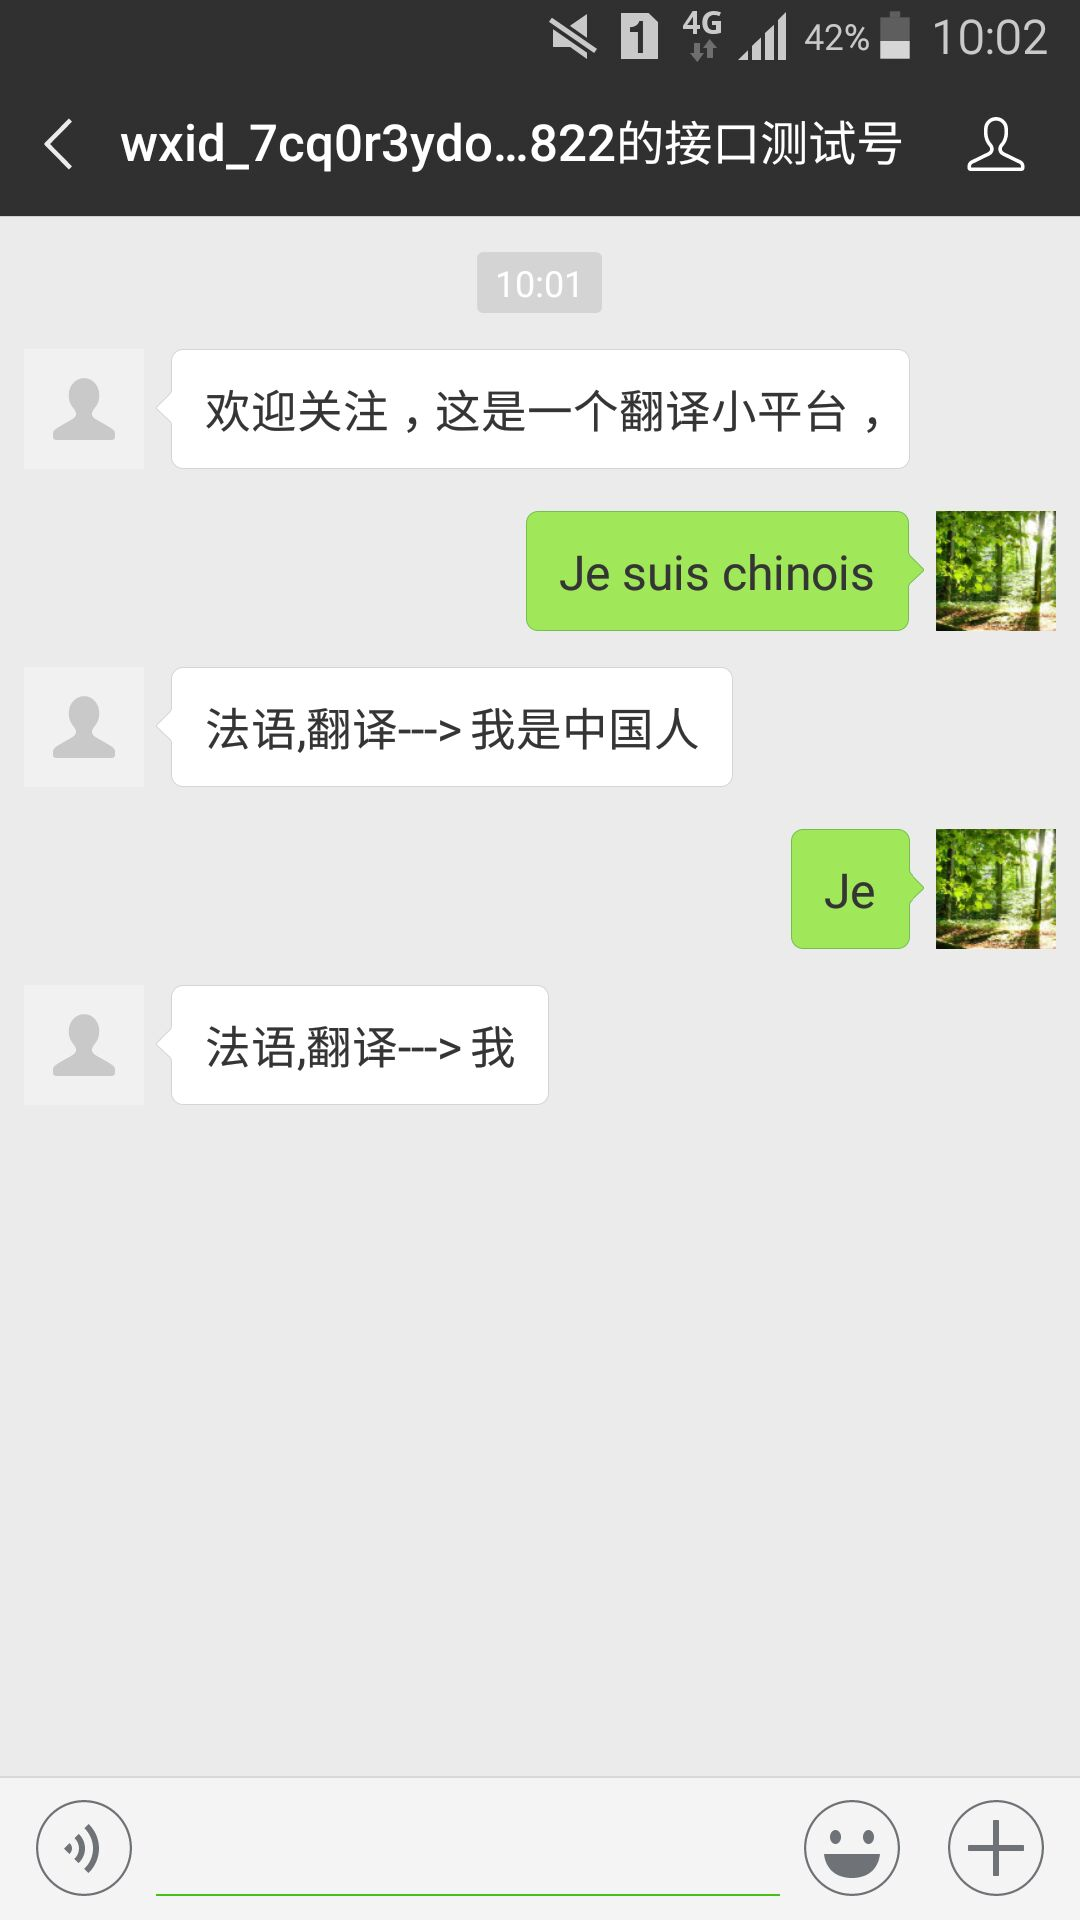 4G 42% 10:02
1
wxid_7cq0r3ydo...822的接口测试号
10:01
欢迎关注，这是一个翻译小平台，
Je suis chinois
法语,翻译---> 我是中国人
Je
法语,翻译---> 我